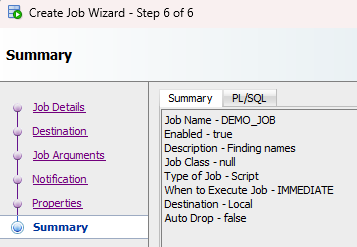 Create Job Wizard - Step 6 of 6
Summary
Job Details
Destination
Job Arguments
Notification
Properties
Summary
Summary PL/SQL
Job Name - DEMO_JOB
Enabled - true
Description - Finding names
Job Class - null
Type of Job - Script
When to Execute Job - IMMEDIATE
Destination - Local
Auto Drop - false